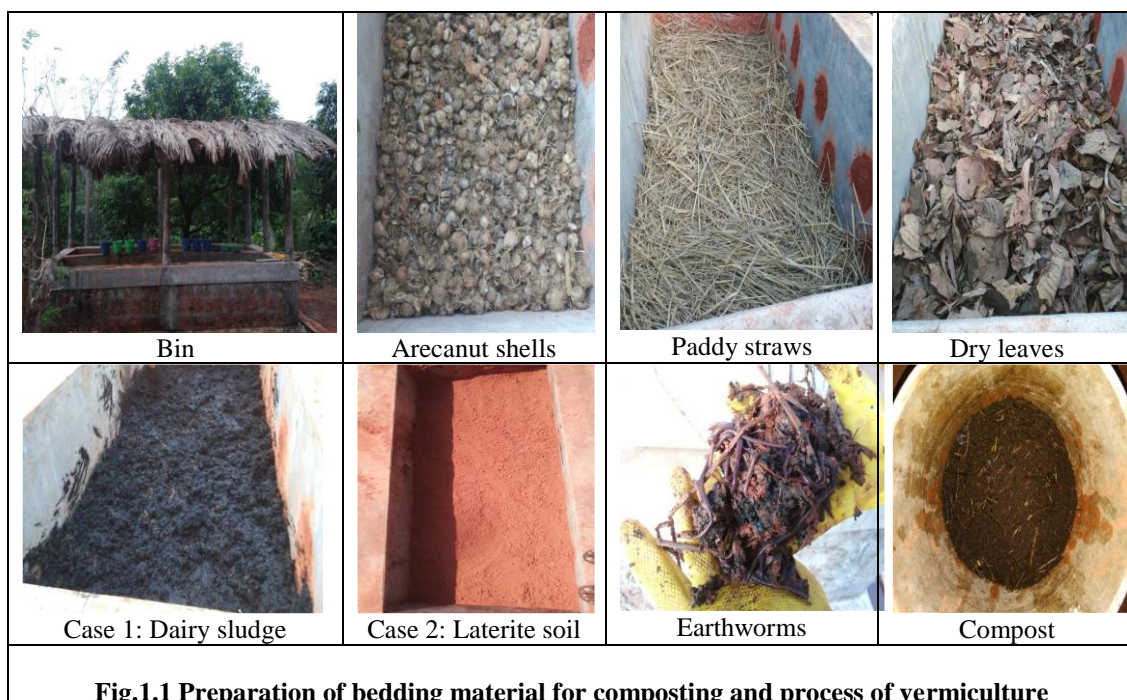 Bin
Arecanut shells
Paddy straws
Dry leaves
Case 1: Dairy sludge
Case 2: Laterite soil
Earthworms
Compost
Fig.1.1 Preparation of bedding material for composting and process of vermiculture